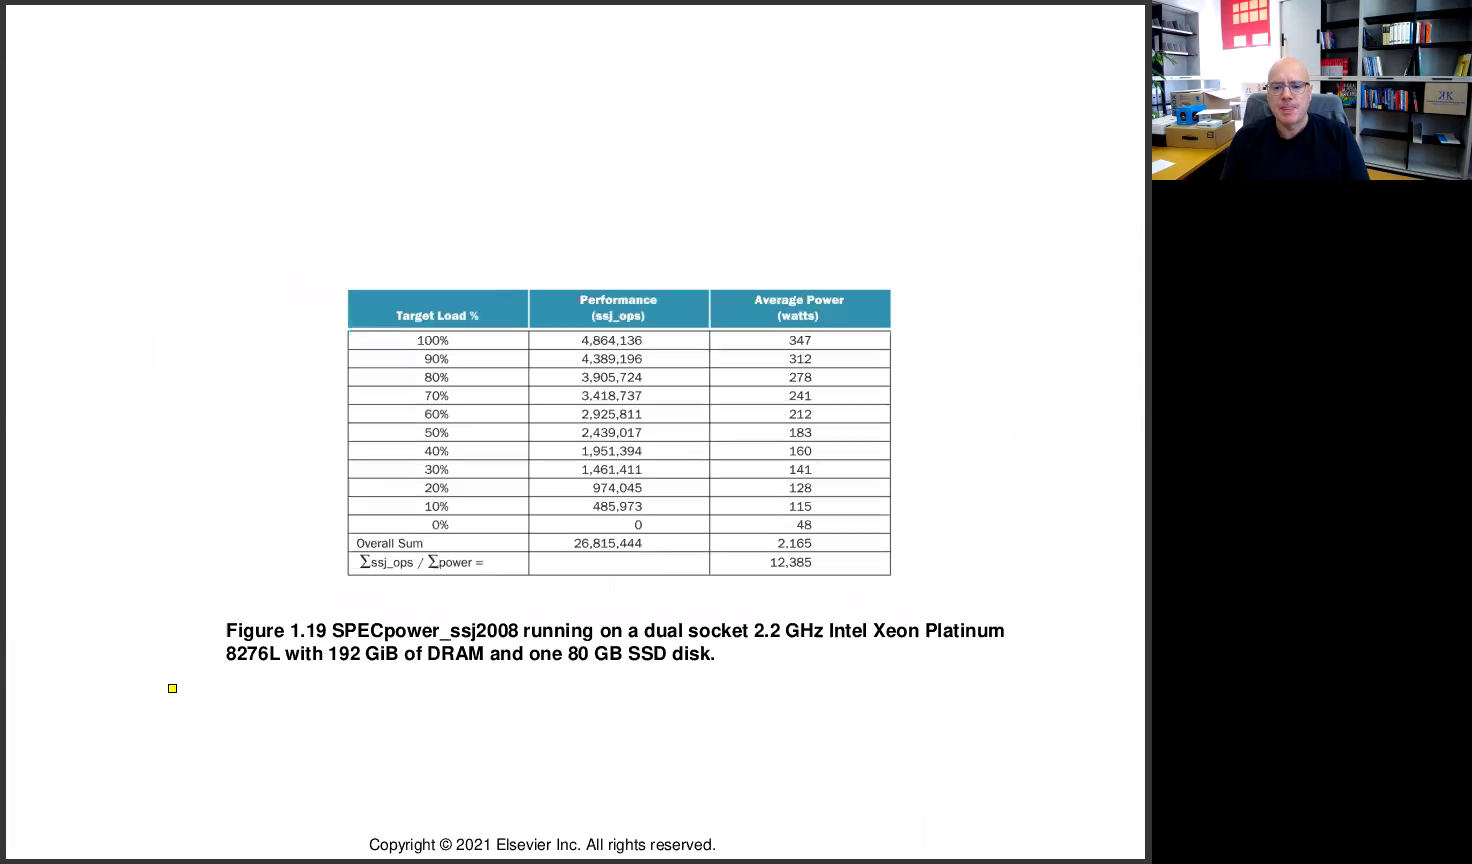 Target Load %
Performance
(ssj_ops)
Average Power
(watts)
100% 4,864,136 347
90% 4,389,196 312
80% 3,905,724 278
70% 3,418,737 241
60% 2,925,811 212
50% 2,439,017 183
40% 1,951,394 160
30% 1,461,411 141
20% 974,045 128
10% 485,973 115
0% 0 48
Overall Sum 26,815,444 2,165
∑ssj_ops / ∑power = 12,385
Figure 1.19 SPECpower_ssj2008 running on a dual socket 2.2 GHz Intel Xeon Platinum
8276L with 192 GiB of DRAM and one 80 GB SSD disk.
Copyright © 2021 Elsevier Inc. All rights reserved.